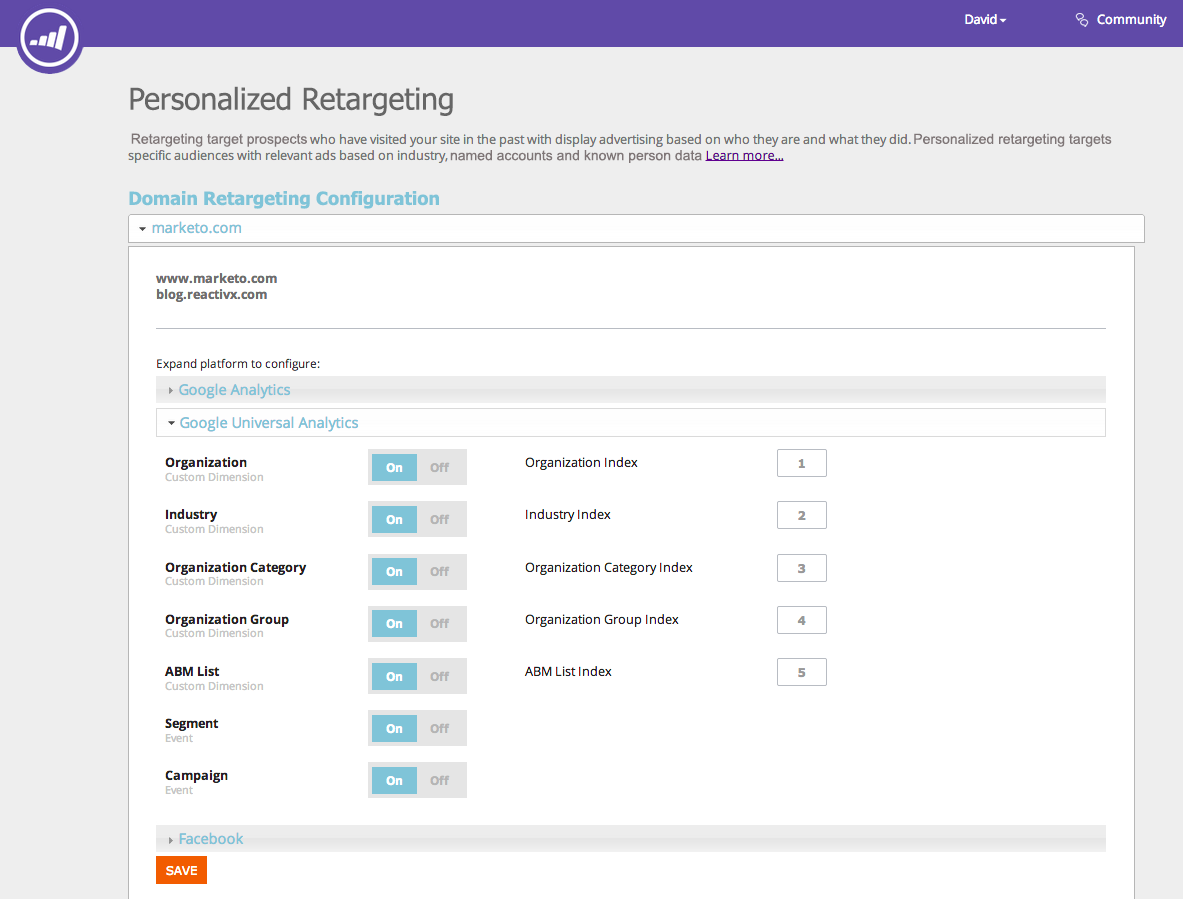 David
Community
Personalized Retargeting
Retargeting target prospects who have visited your site in the past with display advertising based on who they are and what they did. Personalized retargeting targets
specific audiences with relevant ads based on industry, named accounts and known person data Learn more...
Domain Retargeting Configuration
marketo.com
www.marketo.com
blog.reactivx.com
Expand platform to configure:
Google Analytics
Google Universal Analytics
Organization On Off Organization Index 1
Custom Dimension
Industry On Off Industry Index 2
Custom Dimension
Organization Category On Off Organization Category Index 3
Custom Dimension
Organization Group On Off Organization Group Index 4
Custom Dimension
ABM List On Off ABM List Index 5
Custom Dimension
Segment On Off
Event
Campaign On Off
Event
Facebook
SAVE